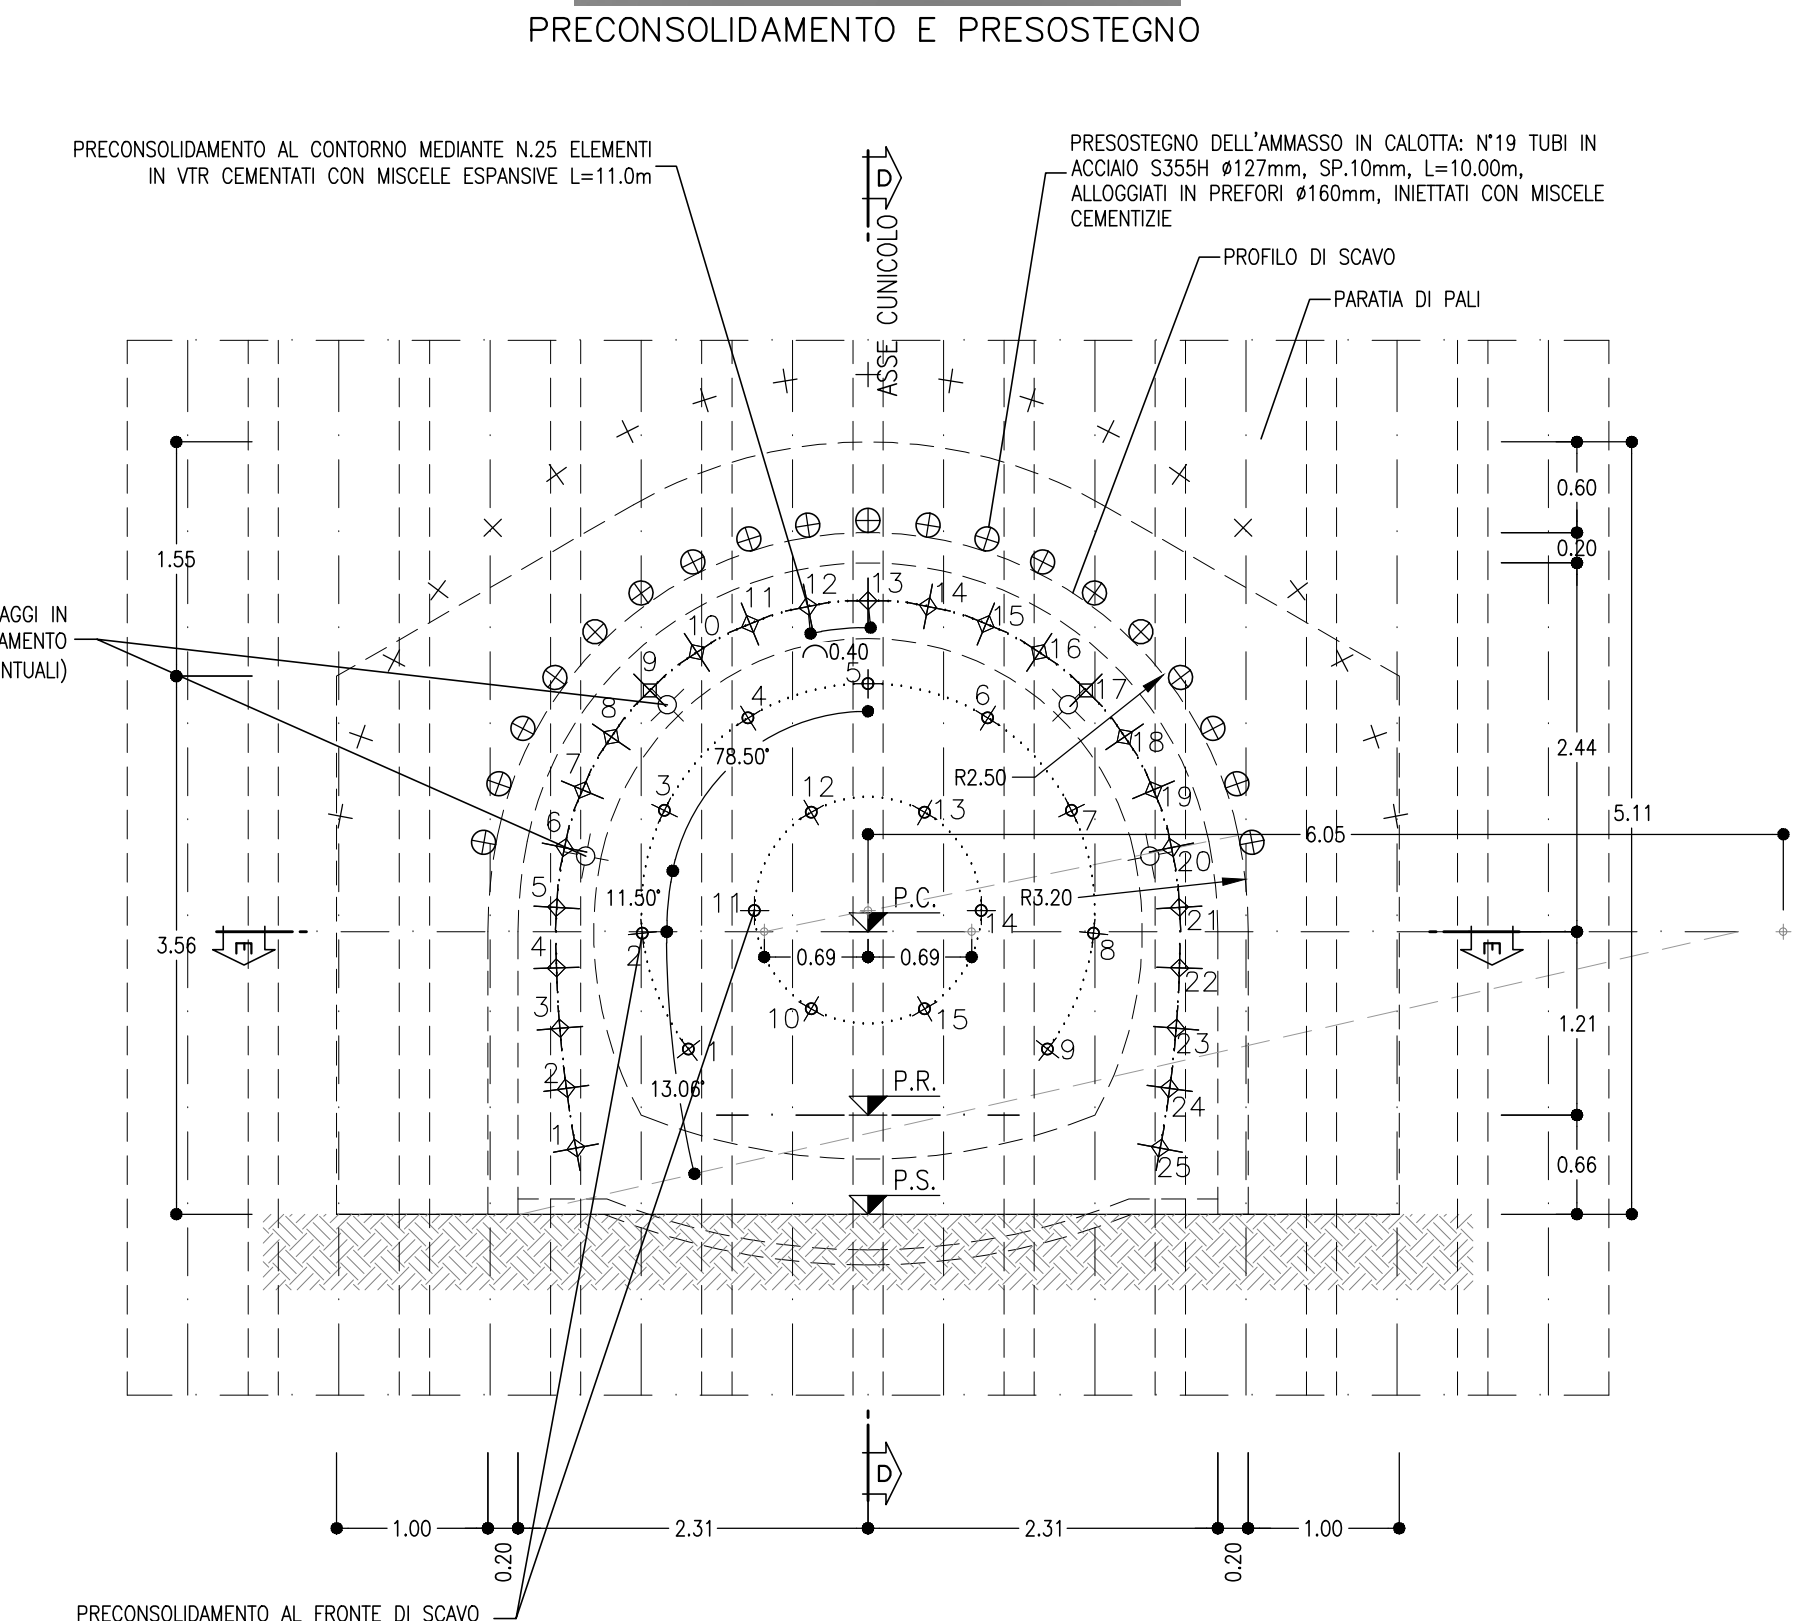 PRECONSOLIDAMENTO E PRESOSTEGNO
PRECONSOLIDAMENTO AL CONTORNO MEDIANTE N.25 ELEMENTI
IN VTR CEMENTATI CON MISCELE ESPANSIVE L=11.0m
PRESOSTEGNO DELL'AMMASSO IN CALOTTA: N°19 TUBI IN
ACCIAIO S355H ø127mm, SP.10mm, L=10.00m,
ALLOGGIATI IN PREFORI ø160mm, INIETTATI CON MISCELE
CEMENTIZIE
PROFILO DI SCAVO
PARATIA DI PALI
D
ASSE CUNICOLO
0.60
0.20
1.55
12
13
14
11
15
10
16
9
17
8
18
7
19
6
20
5
21
4
22
3
23
2
24
1
25
AGGI IN
AMENTO
NTUALI)
0.40
5
4
6
3
7
2
8
1
9
78.50°
11.50°
13.06°
R2.50
R3.20
12
13
11
14
10
15
2.44
5.11
6.05
P.C.
3.56
E
E
0.69
0.69
1.21
P.R.
P.S.
0.66
D
1.00
0.20
2.31
2.31
0.20
1.00
PRECONSOLIDAMENTO AL FRONTE DI SCAVO